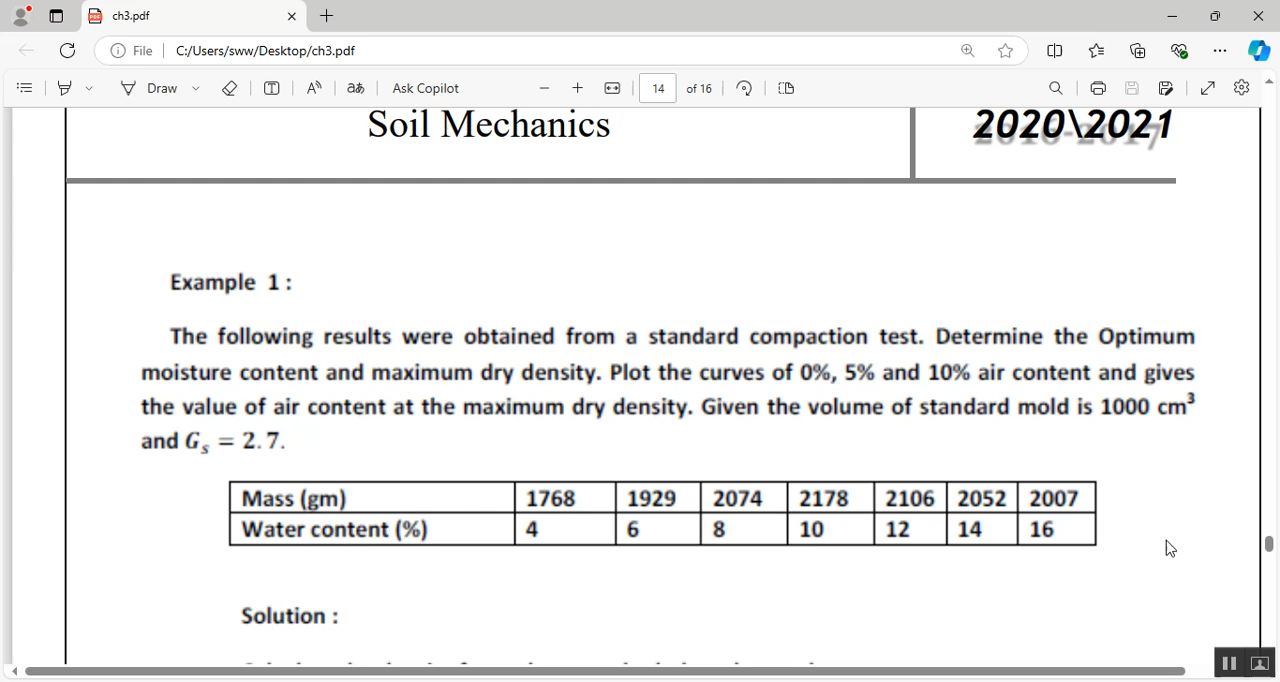 ch3.pdf
File C:/Users/sww/Desktop/ch3.pdf
Draw Ask Copilot 14 of 16
Soil Mechanics 2020\2021
Example 1 :
The following results were obtained from a standard compaction test. Determine the Optimum
moisture content and maximum dry density. Plot the curves of 0%, 5% and 10% air content and gives
the value of air content at the maximum dry density. Given the volume of standard mold is 1000 cm³
and Gₛ = 2.7.
Mass (gm) 1768 1929 2074 2178 2106 2052 2007
Water content (%) 4 6 8 10 12 14 16
Solution :